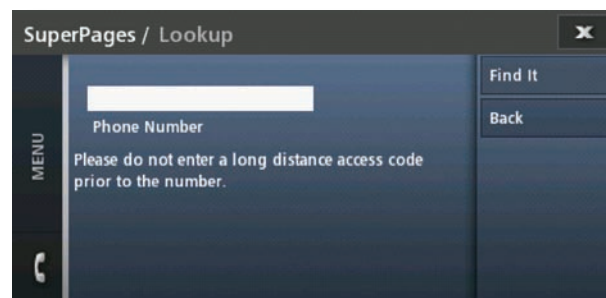 SuperPages / Lookup
Find It
Back
MENU
Phone Number
Please do not enter a long distance access code
prior to the number.